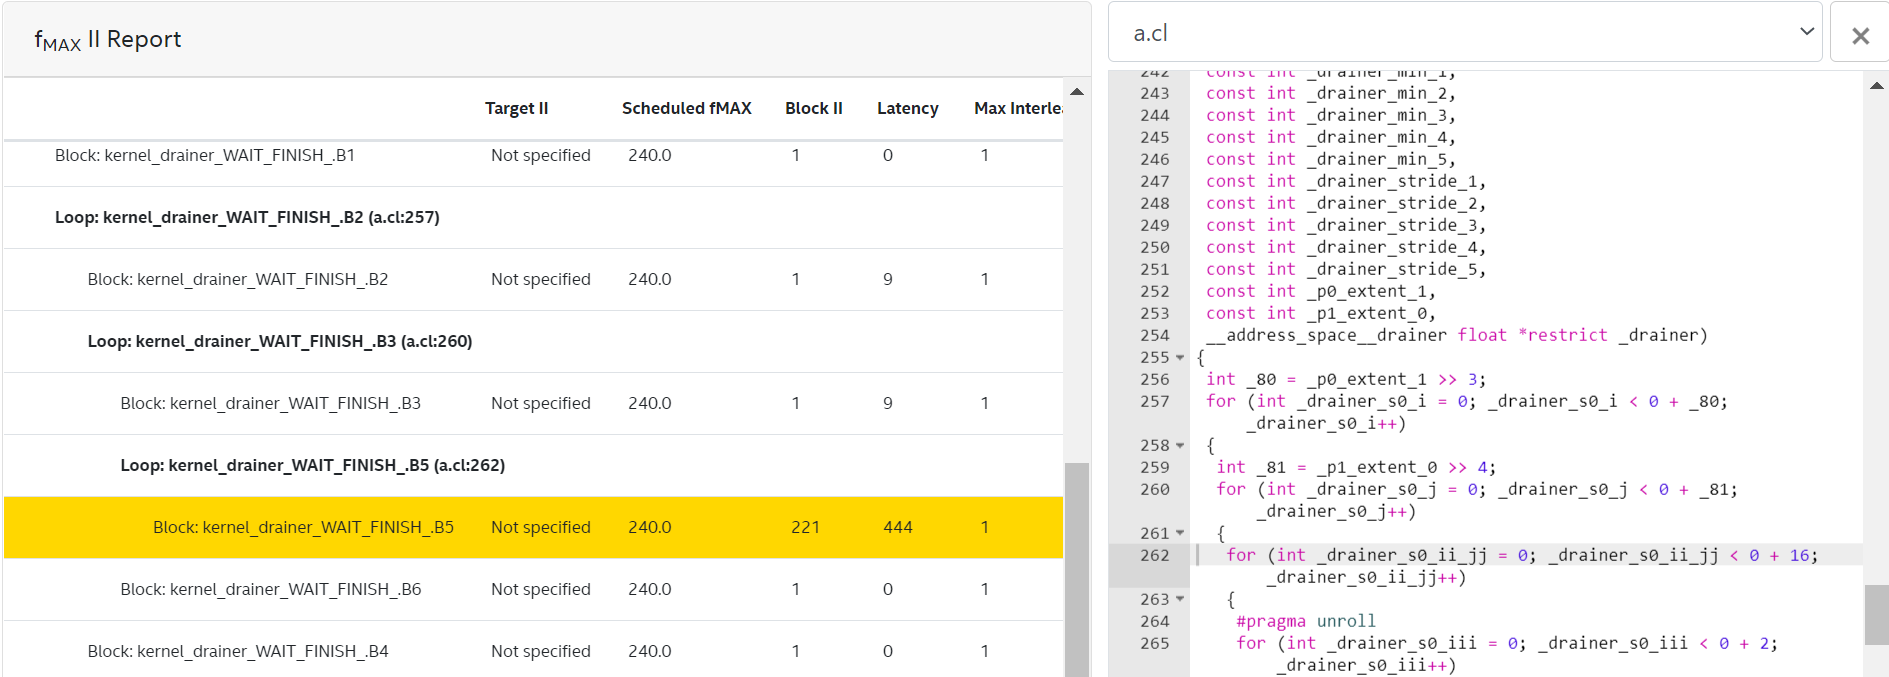 fMAX II Report
Target II Scheduled fMAX Block II Latency Max Interle
Block: kernel_drainer_WAIT_FINISH_.B1 Not specified 240.0 1 0 1
Loop: kernel_drainer_WAIT_FINISH_.B2 (a.cl:257)
Block: kernel_drainer_WAIT_FINISH_.B2 Not specified 240.0 1 9 1
Loop: kernel_drainer_WAIT_FINISH_.B3 (a.cl:260)
Block: kernel_drainer_WAIT_FINISH_.B3 Not specified 240.0 1 9 1
Loop: kernel_drainer_WAIT_FINISH_.B5 (a.cl:262)
Block: kernel_drainer_WAIT_FINISH_.B5 Not specified 240.0 221 444 1
Block: kernel_drainer_WAIT_FINISH_.B6 Not specified 240.0 1 0 1
Block: kernel_drainer_WAIT_FINISH_.B4 Not specified 240.0 1 0 1
a.cl
242 const int _drainer_min_1,
243 const int _drainer_min_2,
244 const int _drainer_min_3,
245 const int _drainer_min_4,
246 const int _drainer_min_5,
247 const int _drainer_stride_1,
248 const int _drainer_stride_2,
249 const int _drainer_stride_3,
250 const int _drainer_stride_4,
251 const int _drainer_stride_5,
252 const int _p0_extent_1,
253 const int _p1_extent_0,
254 __address_space__drainer float *restrict _drainer)
255 {
256 int _80 = _p0_extent_1 >> 3;
257 for (int _drainer_s0_i = 0; _drainer_s0_i < 0 + _80;
_drainer_s0_i++)
258 {
259 int _81 = _p1_extent_0 >> 4;
260 for (int _drainer_s0_j = 0; _drainer_s0_j < 0 + _81;
_drainer_s0_j++)
261 {
262 for (int _drainer_s0_ii_jj = 0; _drainer_s0_ii_jj < 0 + 16;
_drainer_s0_ii_jj++)
263 {
264 #pragma unroll
265 for (int _drainer_s0_iii = 0; _drainer_s0_iii < 0 + 2;
_drainer_s0_iii++)